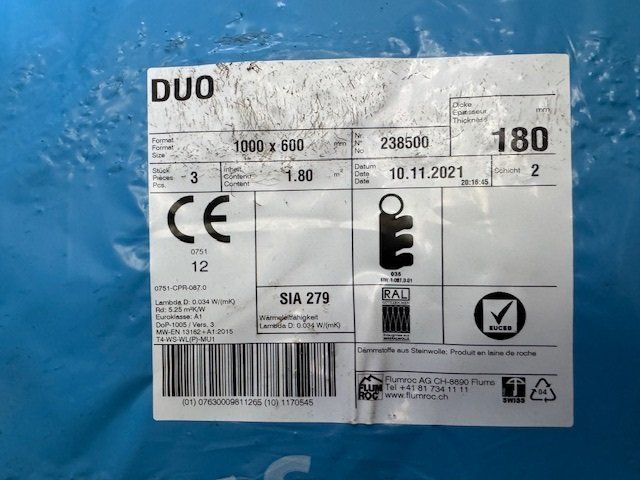 DUO
Dicke
Epaisseur
Thickness
mm
180
Format
Format
Size
1000 x 600 mm
Nr.
N°
No
238500
Stück
Pièces
Pcs.
3
Inhalt
Contenu
Content
1.80 m²
Datum
Date
Date
10.11.2021
20:16:45
Schicht 2
CE
0751
12
0751-CPR-087.0
Lambda D: 0.034 W/(mK)
Rd: 5.25 m²K/W
Euroklasse: A1
DoP-1005 / Vers. 3
MW-EN 13162+A1:2015
T4-WS-WL(P)-MU1
SIA 279
Wärmeleitfähigkeit
Lambda D: 0.034 W/(mK)
035
RAL
EUCEB
Dämmstoffe aus Steinwolle; Produit en laine de roche
(01) 07630009811265 (10) 1170545
FLUM
ROC
Flumroc AG CH-8890 Flums
Tel +41 81 734 11 11
www.flumroc.ch
SWISS
04